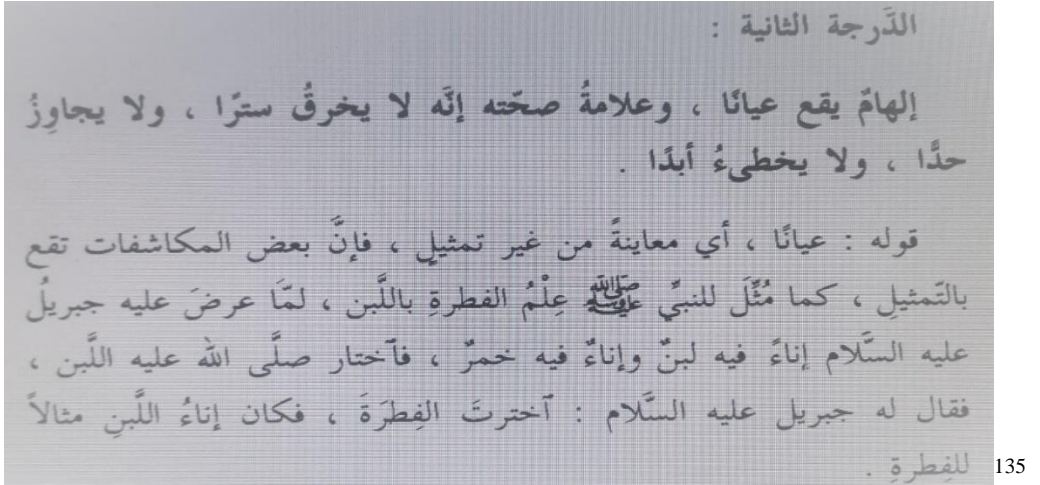 الدَّرجة الثانية :
إلهامٌ يقع عيانًا ، وعلامةُ صحّته إنَّه لا يخرقُ سترًا ، ولا يجاوِزُ
حدًّا ، ولا يخطىءُ أبدًا .
قوله : عيانًا ، أي معاينةً من غير تمثيلٍ ، فإنَّ بعض المكاشفات تقع
بالتّمثيلِ ، كما مُثِّلَ للنبيِّ ﷺ عِلْمُ الفطرةِ باللَّبن ، لمّا عرضَ عليه جبريلُ
عليه السَّلام إناءً فيه لبنٌ وإناءٌ فيه خمرٌ ، فٱختار صلَّى الله عليه اللَّبن ،
فقال له جبريل عليه السَّلام : ٱخترتَ الفِطرَةَ ، فكان إناءُ اللَّبنِ مثالاً
للفِطرةِ . 135